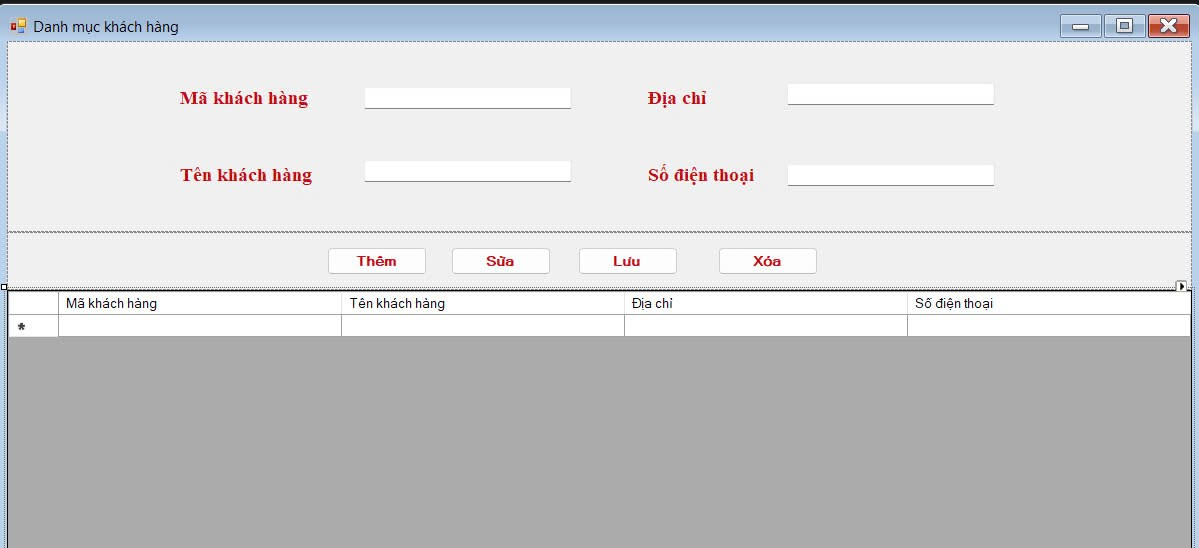 Danh mục khách hàng
Mã khách hàng
Địa chỉ
Tên khách hàng
Số điện thoại
Thêm Sửa Lưu Xóa
Mã khách hàng Tên khách hàng Địa chỉ Số điện thoại
*